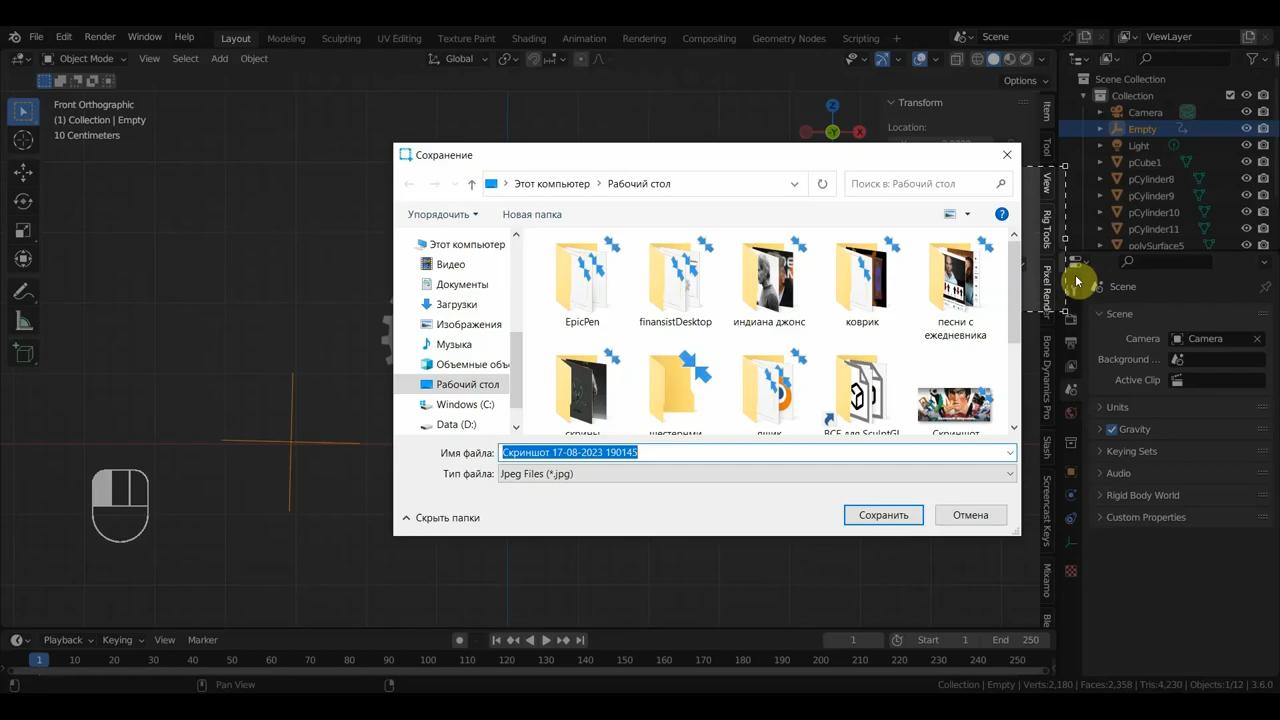 File Edit Render Window Help Layout Modeling Sculpting UV Editing Texture Paint Shading Animation Rendering Compositing Geometry Nodes Scripting + Scene ViewLayer
Object Mode View Select Add Object Global
Options
Scene Collection
Collection
Camera
Empty
Light
pCube1
pCylinder8
pCylinder9
pCylinder10
pCylinder11
polySurface5
Front Orthographic
(1) Collection | Empty
10 Centimeters
Z
Y
X
Transform
Location:
Item
Tool
View
Rig Tools
Pixel Render
Bone Dynamics Pro
Slash
Screencast Keys
Mixamo
Сохранение
Этот компьютер > Рабочий стол
Поиск в: Рабочий стол
Упорядочить
Новая папка
Этот компьютер
Видео
Документы
Загрузки
Изображения
Музыка
Объемные объ
Рабочий стол
Windows (C:)
Data (D:)
EpicPen
finansistDesktop
индиана джонс
коврик
песни с
ежедневника
скрины
шестернями
ящик
ВСЕ для SculptGL
Скриншот
Имя файла: Скриншот 17-08-2023 190145
Тип файла: Jpeg Files (*.jpg)
Скрыть папки
Сохранить
Отмена
Scene
Scene
Camera Camera
Background ...
Active Clip
Units
Gravity
Keying Sets
Audio
Rigid Body World
Custom Properties
Playback Keying View Marker 1 Start 1 End 250
1 10 20 30 40 50 60 70 80 90 100 110 120 130 140 150 160 170 180 190 200 210 220 230 240 250
Pan View
Collection | Empty | Verts:2,180 | Faces:2,358 | Tris:4,230 | Objects:1/12 | 3.6.0